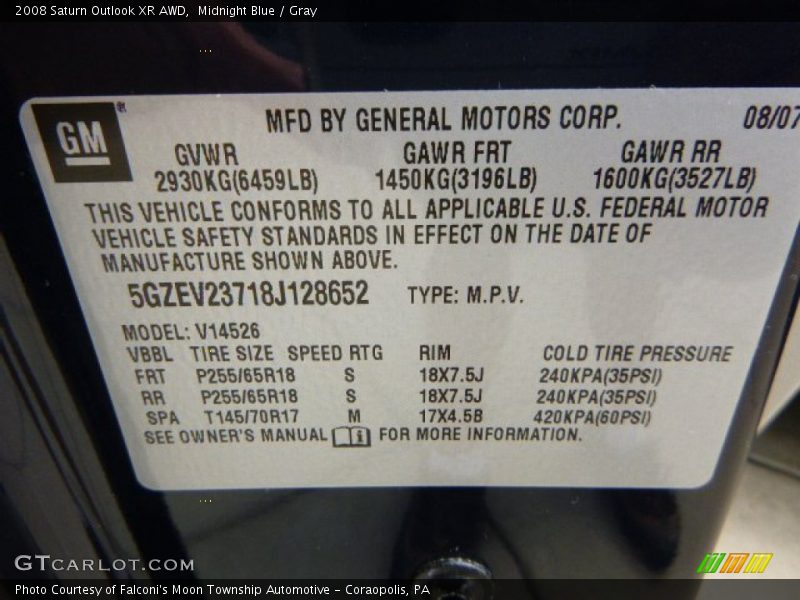 2008 Saturn Outlook XR AWD,  Midnight Blue / Gray
GM
MFD BY GENERAL MOTORS CORP. 08/07
GVWR GAWR FRT GAWR RR
2930KG(6459LB) 1450KG(3196LB) 1600KG(3527LB)
THIS VEHICLE CONFORMS TO ALL APPLICABLE U.S. FEDERAL MOTOR
VEHICLE SAFETY STANDARDS IN EFFECT ON THE DATE OF
MANUFACTURE SHOWN ABOVE.
5GZEV23718J128652 TYPE: M.P.V.
MODEL: V14526
VBBL TIRE SIZE SPEED RTG RIM COLD TIRE PRESSURE
FRT P255/65R18 S 18X7.5J 240KPA(35PSI)
RR P255/65R18 S 18X7.5J 240KPA(35PSI)
SPA T145/70R17 M 17X4.5B 420KPA(60PSI)
SEE OWNER'S MANUAL FOR MORE INFORMATION.
GTCARLOT.COM
Photo Courtesy of Falconi's Moon Township Automotive - Coraopolis, PA